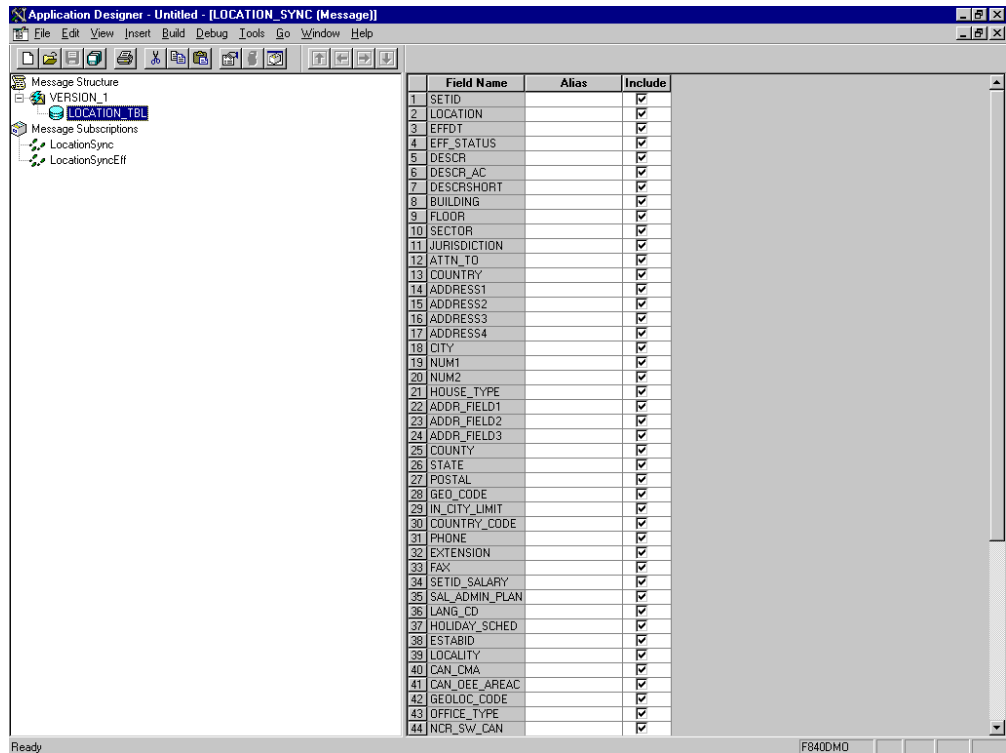 Application Designer - Untitled - [LOCATION_SYNC (Message)]
File Edit View Insert Build Debug Tools Go Window Help
Message Structure
VERSION_1
LOCATION_TBL
Message Subscriptions
LocationSync
LocationSyncEff
Field Name Alias Include
1 SETID
2 LOCATION
3 EFFDT
4 EFF_STATUS
5 DESCR
6 DESCR_AC
7 DESCRSHORT
8 BUILDING
9 FLOOR
10 SECTOR
11 JURISDICTION
12 ATTN_TO
13 COUNTRY
14 ADDRESS1
15 ADDRESS2
16 ADDRESS3
17 ADDRESS4
18 CITY
19 NUM1
20 NUM2
21 HOUSE_TYPE
22 ADDR_FIELD1
23 ADDR_FIELD2
24 ADDR_FIELD3
25 COUNTY
26 STATE
27 POSTAL
28 GEO_CODE
29 IN_CITY_LIMIT
30 COUNTRY_CODE
31 PHONE
32 EXTENSION
33 FAX
34 SETID_SALARY
35 SAL_ADMIN_PLAN
36 LANG_CD
37 HOLIDAY_SCHED
38 ESTABID
39 LOCALITY
40 CAN_CMA
41 CAN_OEE_AREAC
42 GEOLOC_CODE
43 OFFICE_TYPE
44 NCR_SW_CAN
Ready F840DMO